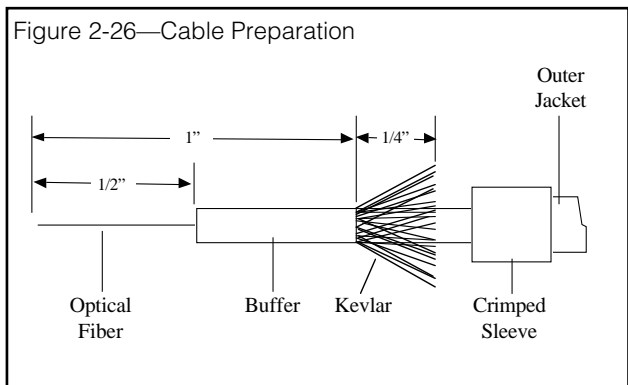 Figure 2-26—Cable Preparation
Outer
Jacket
1”
1/4”
1/2”
Optical
Fiber
Buffer
Kevlar
Crimped
Sleeve